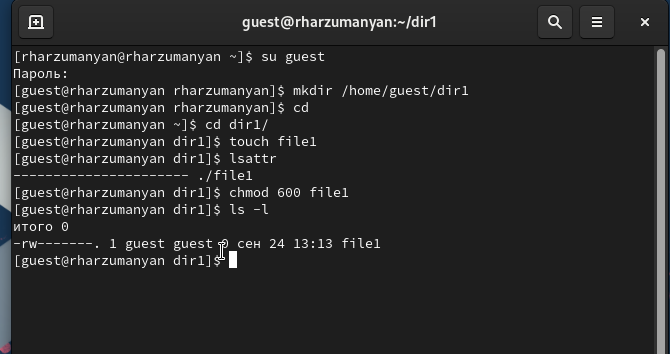 guest@rharzumanyan:~/dir1
[rharzumanyan@rharzumanyan ~]$ su guest
Пароль:
[guest@rharzumanyan rharzumanyan]$ mkdir /home/guest/dir1
[guest@rharzumanyan rharzumanyan]$ cd
[guest@rharzumanyan ~]$ cd dir1/
[guest@rharzumanyan dir1]$ touch file1
[guest@rharzumanyan dir1]$ lsattr
---------------------- ./file1
[guest@rharzumanyan dir1]$ chmod 600 file1
[guest@rharzumanyan dir1]$ ls -l
итого 0
-rw-------. 1 guest guest 0 сен 24 13:13 file1
[guest@rharzumanyan dir1]$